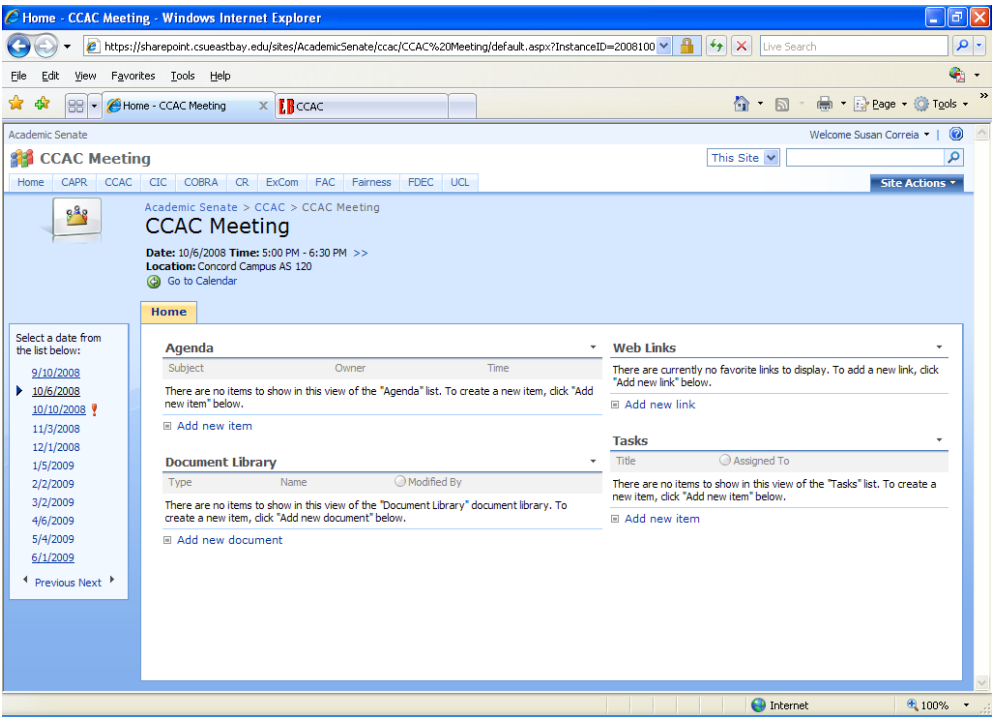 Home - CCAC Meeting - Windows Internet Explorer
https://sharepoint.csueastbay.edu/sites/AcademicSenate/ccac/CCAC%20Meeting/default.aspx?InstanceID=2008100
Live Search
File Edit View Favorites Tools Help
Home - CCAC Meeting X CCAC
Page Tools
Academic Senate
Welcome Susan Correia
CCAC Meeting
This Site
Home CAPR CCAC CIC COBRA CR ExCom FAC Fairness FDEC UCL
Site Actions
Academic Senate > CCAC > CCAC Meeting
CCAC Meeting
Date: 10/6/2008 Time: 5:00 PM - 6:30 PM >>
Location: Concord Campus AS 120
Go to Calendar
Home
Select a date from
the list below:
9/10/2008
10/6/2008
10/10/2008 !
11/3/2008
12/1/2008
1/5/2009
2/2/2009
3/2/2009
4/6/2009
5/4/2009
6/1/2009
Previous Next
Agenda
Subject Owner Time
There are no items to show in this view of the "Agenda" list. To create a new item, click "Add
new item" below.
Add new item
Document Library
Type Name Modified By
There are no items to show in this view of the "Document Library" document library. To
create a new item, click "Add new document" below.
Add new document
Web Links
There are currently no favorite links to display. To add a new link, click
"Add new link" below.
Add new link
Tasks
Title Assigned To
There are no items to show in this view of the "Tasks" list. To create a
new item, click "Add new item" below.
Add new item
Internet
100%